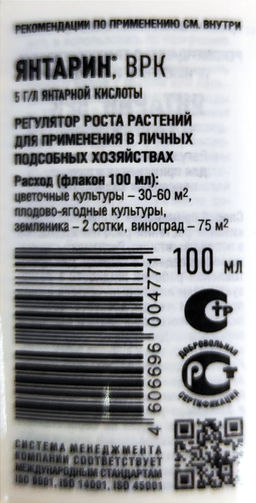 РЕКОМЕНДАЦИИ ПО ПРИМЕНЕНИЮ СМ. ВНУТРИ
ЯНТАРИН®, ВРК
5 Г/Л ЯНТАРНОЙ КИСЛОТЫ
РЕГУЛЯТОР РОСТА РАСТЕНИЙ
ДЛЯ ПРИМЕНЕНИЯ В ЛИЧНЫХ
ПОДСОБНЫХ ХОЗЯЙСТВАХ
Расход (флакон 100 мл):
цветочные культуры – 30-60 м²,
плодово-ягодные культуры,
земляника – 2 сотки, виноград – 75 м²
100 мл
4 606696 004771
СТР
ДОБРОВОЛЬНАЯ
РСТ
СЕРТИФИКАЦИЯ
СИСТЕМА МЕНЕДЖМЕНТА
КОМПАНИИ СООТВЕТСТВУЕТ
МЕЖДУНАРОДНЫМ СТАНДАРТАМ
ISO 9001, ISO 14001, ISO 45001